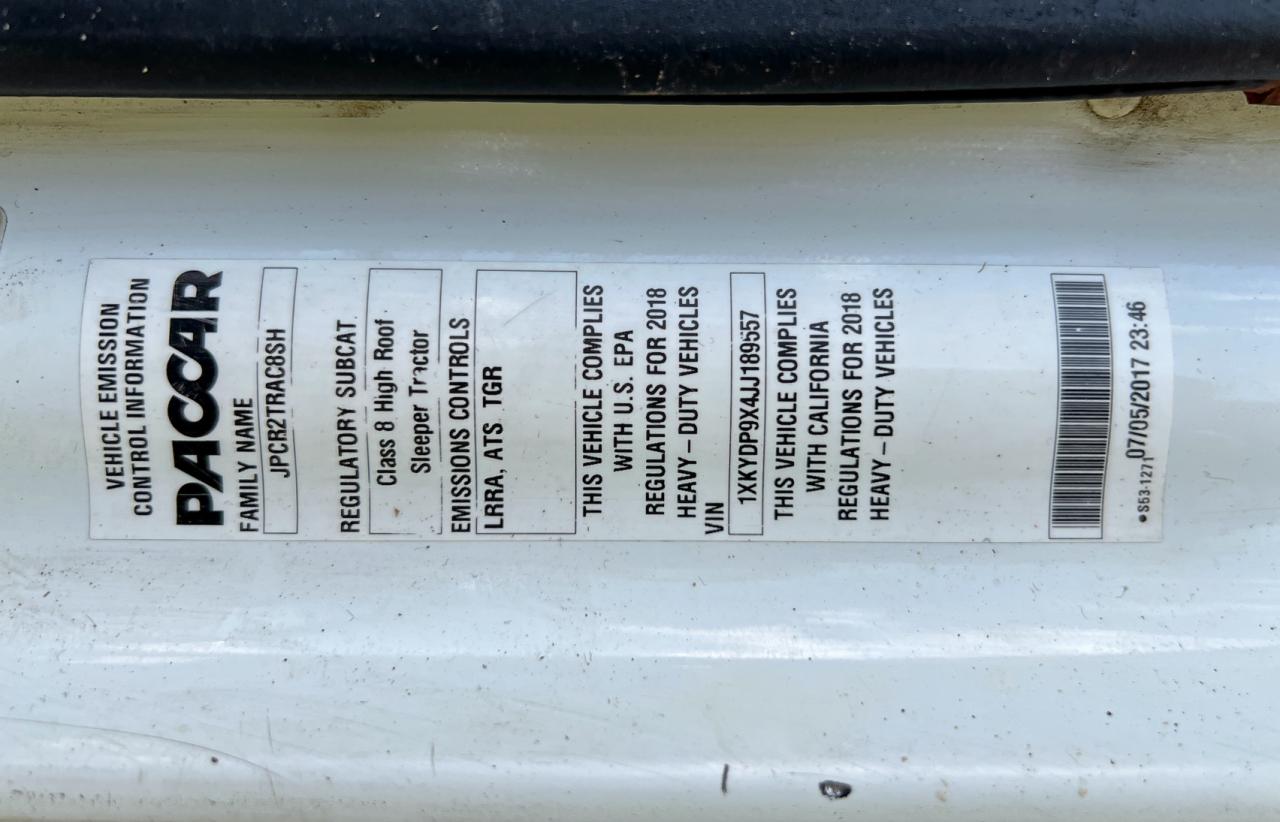 VEHICLE EMISSION
CONTROL INFORMATION
PACCAR
FAMILY NAME
JPCR2TRAC8SH
REGULATORY SUBCAT
Class 8 High Roof
Sleeper Tractor
EMISSIONS CONTROLS
LRRA, ATS, TGR
THIS VEHICLE COMPLIES
WITH U.S. EPA
REGULATIONS FOR 2018
HEAVY-DUTY VEHICLES
VIN
1XKYDP9X4JJ189557
THIS VEHICLE COMPLIES
WITH CALIFORNIA
REGULATIONS FOR 2018
HEAVY-DUTY VEHICLES
07/05/2017 23:46
•S53-1271